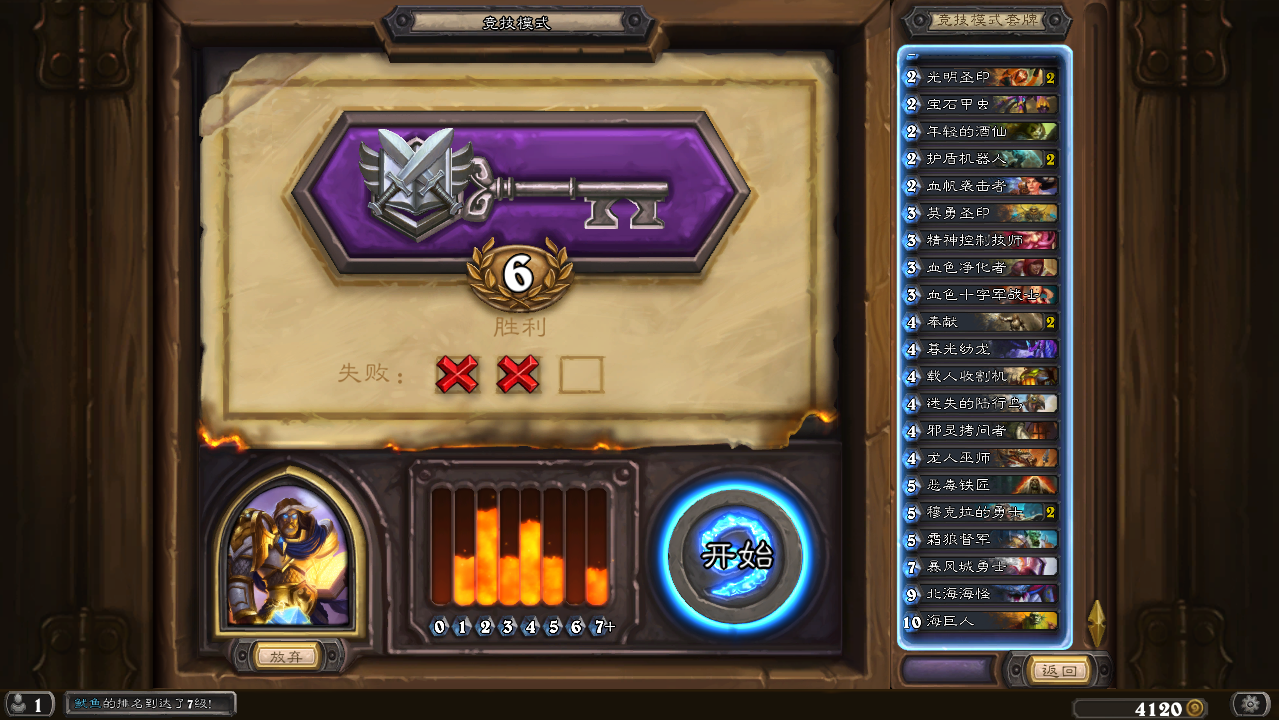 竞技模式
竞技模式套牌
6
胜利
失败：
2 光明圣印 2
2 宝石甲虫
2 年轻的酒仙
2 护盾机器人 2
2 血帆袭击者
3 英勇圣印
3 精神控制技师
3 血色净化者
3 血色十字军战士
4 奉献 2
4 暮光幼龙
4 载人收割机
4 迷失的陆行鸟
4 邪灵拷问者
4 龙人巫师
5 恶毒铁匠
5 穆克拉的勇士 2
5 霜狼督军
7 暴风城勇士
9 北海海怪
10 海巨人
开始
0 1 2 3 4 5 6 7+
放弃
返回
1
鱿鱼的排名到达了7级!
4120